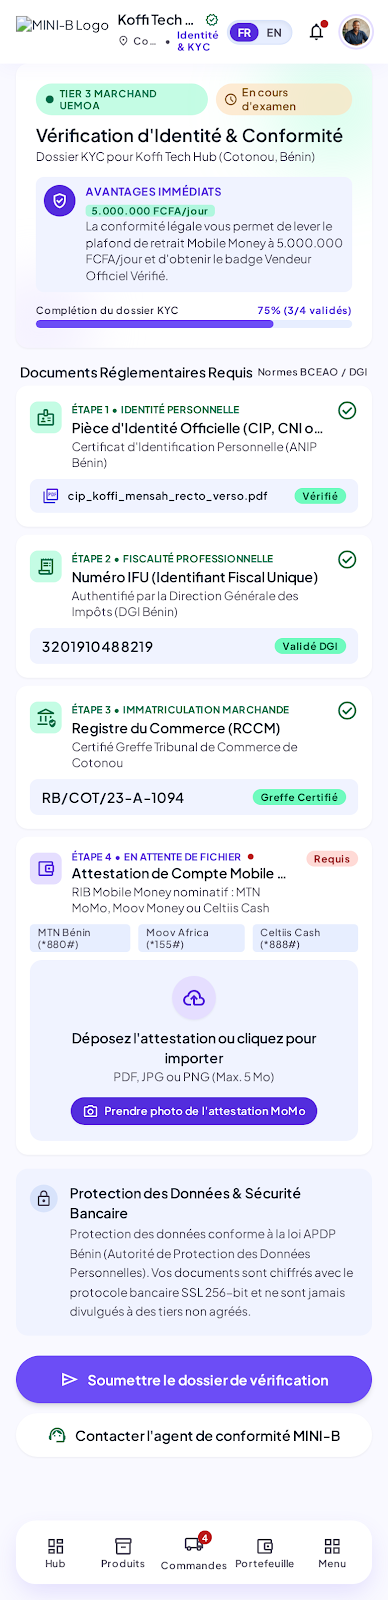 MINI-B Logo
Koffi Tech ...
Co... • Identité & KYC
FR EN
TIER 3 MARCHAND UEMOA
En cours d'examen
Vérification d'Identité & Conformité
Dossier KYC pour Koffi Tech Hub (Cotonou, Bénin)
AVANTAGES IMMÉDIATS
5.000.000 FCFA/jour
La conformité légale vous permet de lever le
plafond de retrait Mobile Money à 5.000.000
FCFA/jour et d'obtenir le badge Vendeur
Officiel Vérifié.
Complétion du dossier KYC 75% (3/4 validés)
Documents Réglementaires Requis Normes BCEAO / DGI
ÉTAPE 1 • IDENTITÉ PERSONNELLE
Pièce d'Identité Officielle (CIP, CNI o...
Certificat d'Identification Personnelle (ANIP
Bénin)
PDF cip_koffi_mensah_recto_verso.pdf Vérifié
ÉTAPE 2 • FISCALITÉ PROFESSIONNELLE
Numéro IFU (Identifiant Fiscal Unique)
Authentifié par la Direction Générale des
Impôts (DGI Bénin)
3201910488219 Validé DGI
ÉTAPE 3 • IMMATRICULATION MARCHANDE
Registre du Commerce (RCCM)
Certifié Greffe Tribunal de Commerce de
Cotonou
RB/COT/23-A-1094 Greffe Certifié
ÉTAPE 4 • EN ATTENTE DE FICHIER
Requis
Attestation de Compte Mobile ...
RIB Mobile Money nominatif : MTN
MoMo, Moov Money ou Celtiis Cash
MTN Bénin (*880#)
Moov Africa (*155#)
Celtiis Cash (*888#)
Déposez l'attestation ou cliquez pour
importer
PDF, JPG ou PNG (Max. 5 Mo)
Prendre photo de l'attestation MoMo
Protection des Données & Sécurité
Bancaire
Protection des données conforme à la loi APDP
Bénin (Autorité de Protection des Données
Personnelles). Vos documents sont chiffrés avec le
protocole bancaire SSL 256-bit et ne sont jamais
divulgués à des tiers non agréés.
Soumettre le dossier de vérification
Contacter l'agent de conformité MINI-B
4
Hub Produits Commandes Portefeuille Menu